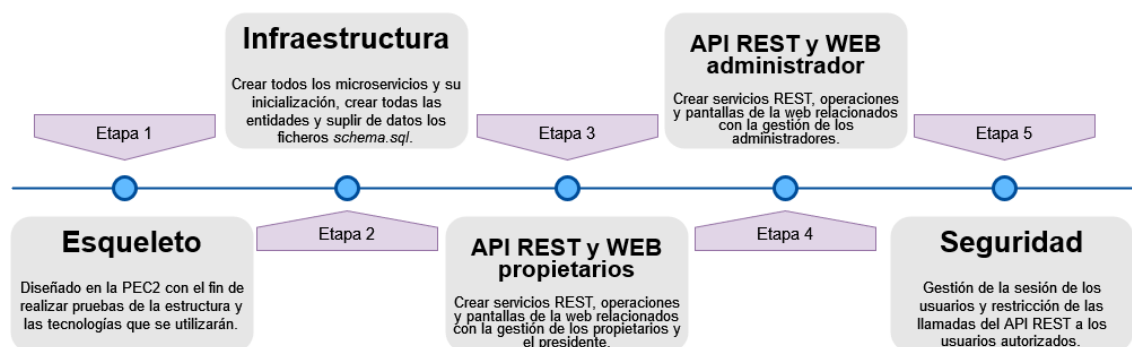 Infraestructura
Crear todos los microservicios y su
inicialización, crear todas las
entidades y suplir de datos los
ficheros schema.sql.
API REST y WEB
administrador
Crear servicios REST, operaciones
y pantallas de la web relacionados
con la gestión de los
administradores.
Etapa 1
Etapa 3
Etapa 5
Esqueleto
Diseñado en la PEC2 con el fin de
realizar pruebas de la estructura y
las tecnologías que se utilizarán.
Etapa 2
API REST y WEB
propietarios
Crear servicios REST, operaciones
y pantallas de la web relacionados
con la gestión de los propietarios y
el presidente.
Etapa 4
Seguridad
Gestión de la sesión de los
usuarios y restricción de las
llamadas del API REST a los
usuarios autorizados.